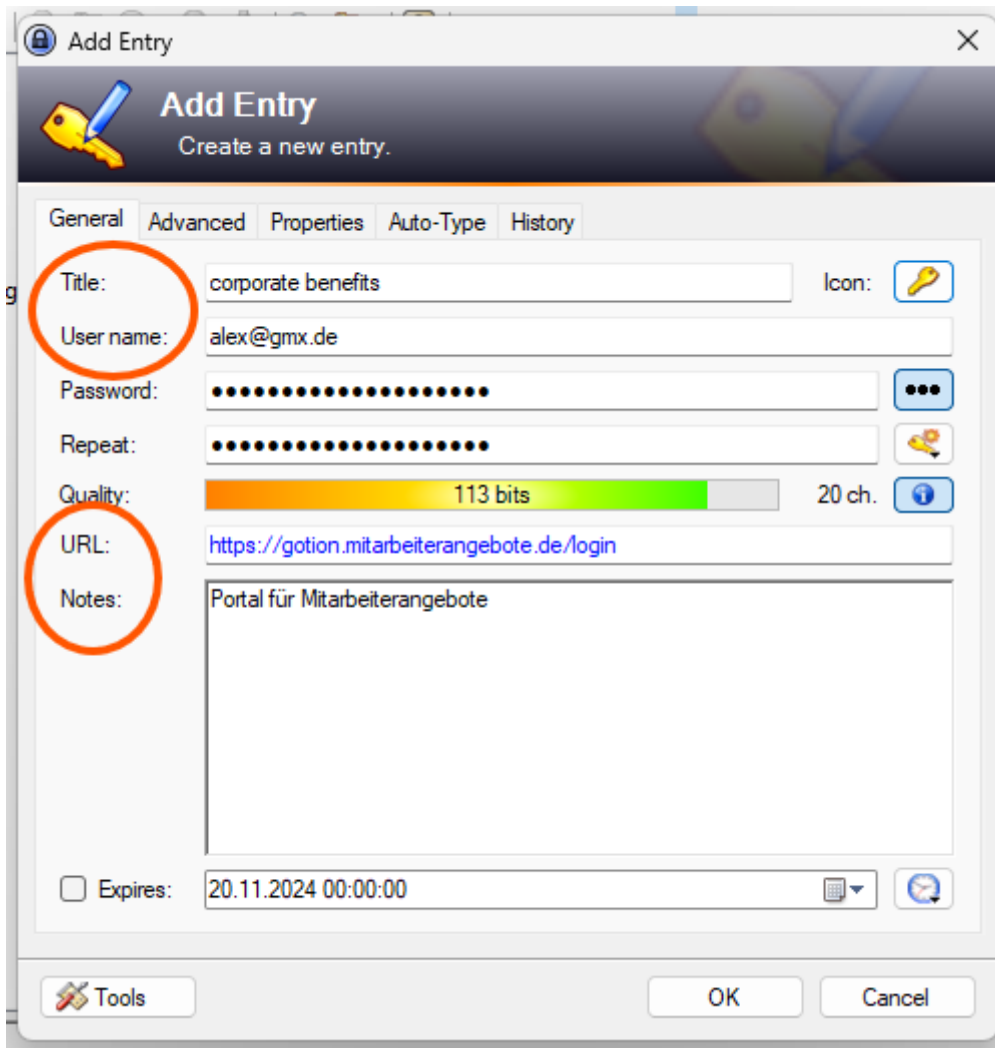 Add Entry
Add Entry
Create a new entry.
General Advanced Properties Auto-Type History
Title: corporate benefits Icon:
User name: alex@gmx.de
Password: ••••••••••••••••••••
Repeat: ••••••••••••••••••••
Quality: 113 bits 20 ch.
URL: https://gotion.mitarbeiterangebote.de/login
Notes: Portal für Mitarbeiterangebote
Expires: 20.11.2024 00:00:00
Tools OK Cancel